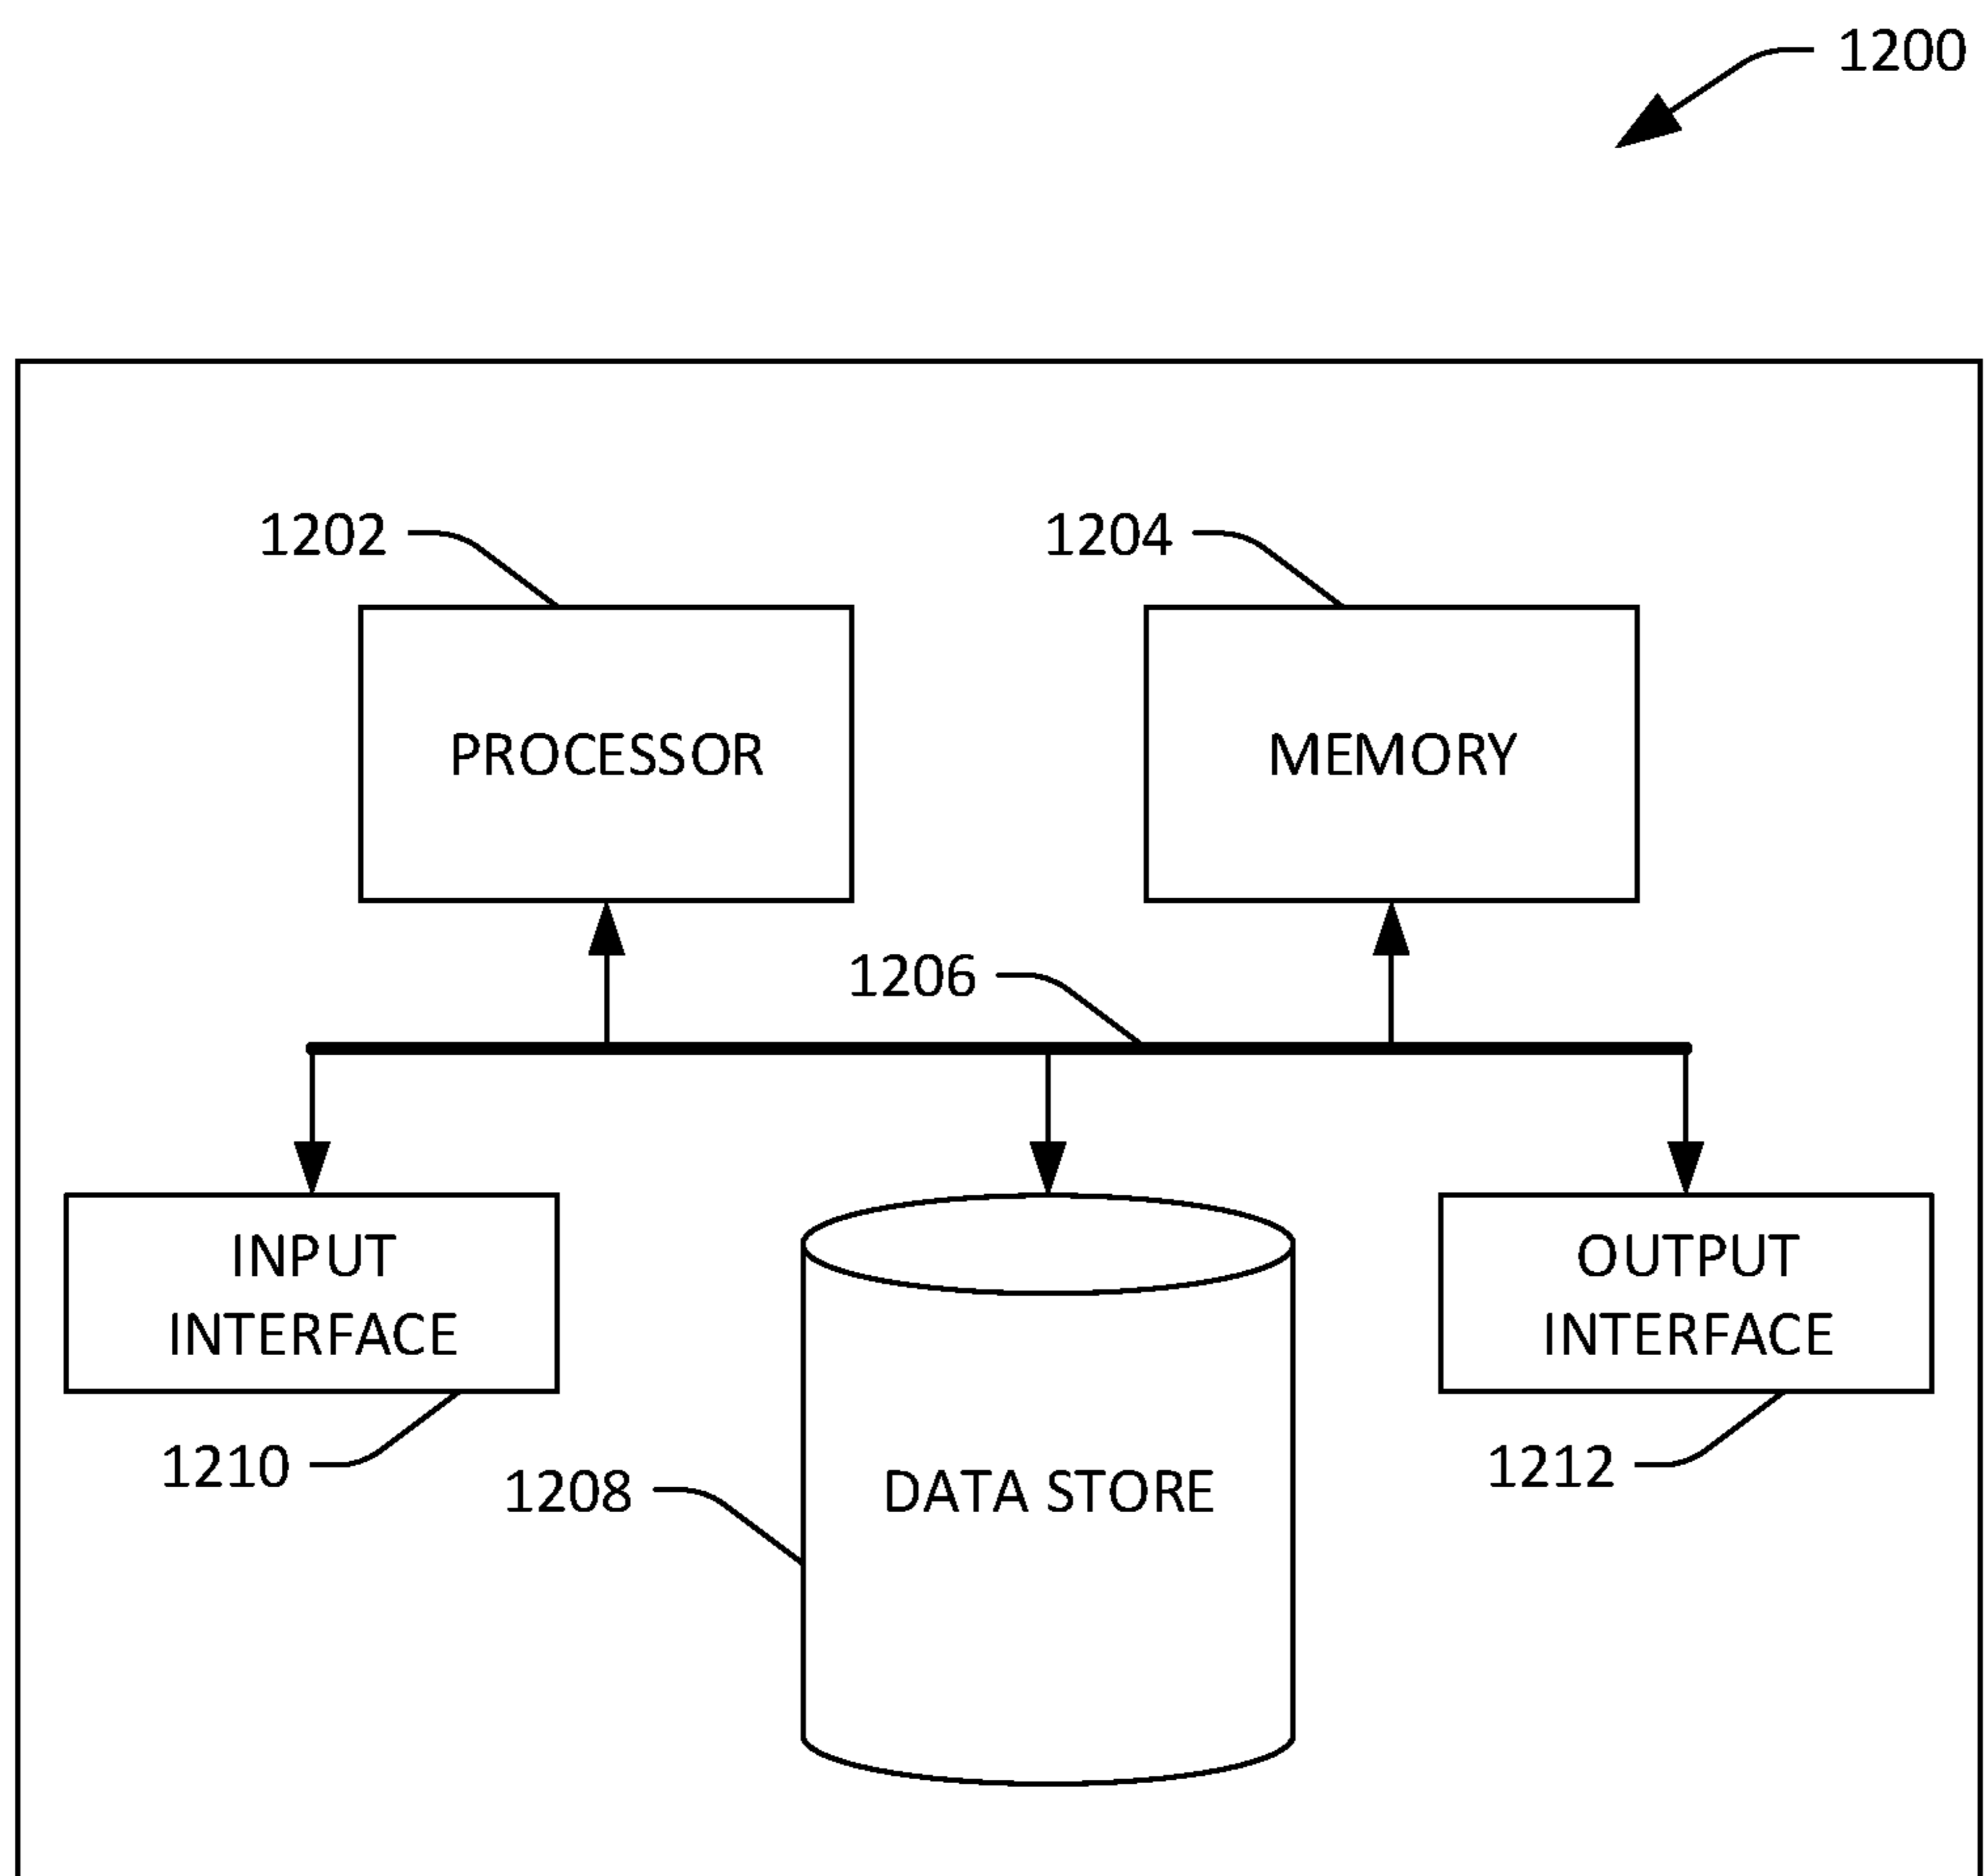 1200
1202
1204
PROCESSOR
MEMORY
1206
INPUT
INTERFACE
OUTPUT
INTERFACE
1210
1208
DATA STORE
1212